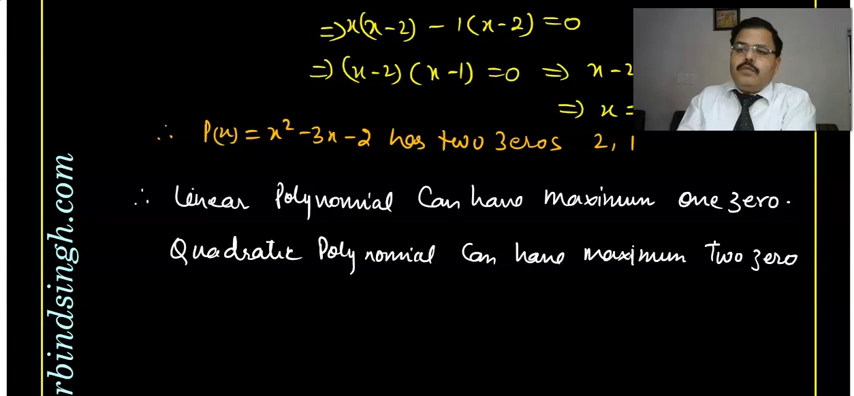 ⇒ x(x-2) - 1(x-2) = 0
⇒ (x-2)(x-1) = 0 ⇒ x-2
⇒ x =
∴ P(x) = x² - 3x - 2 has two zeros 2, 1
∴ Linear Polynomial Can have maximum one zero.
Quadratic Polynomial Can have maximum Two zero
rbindsingh.com